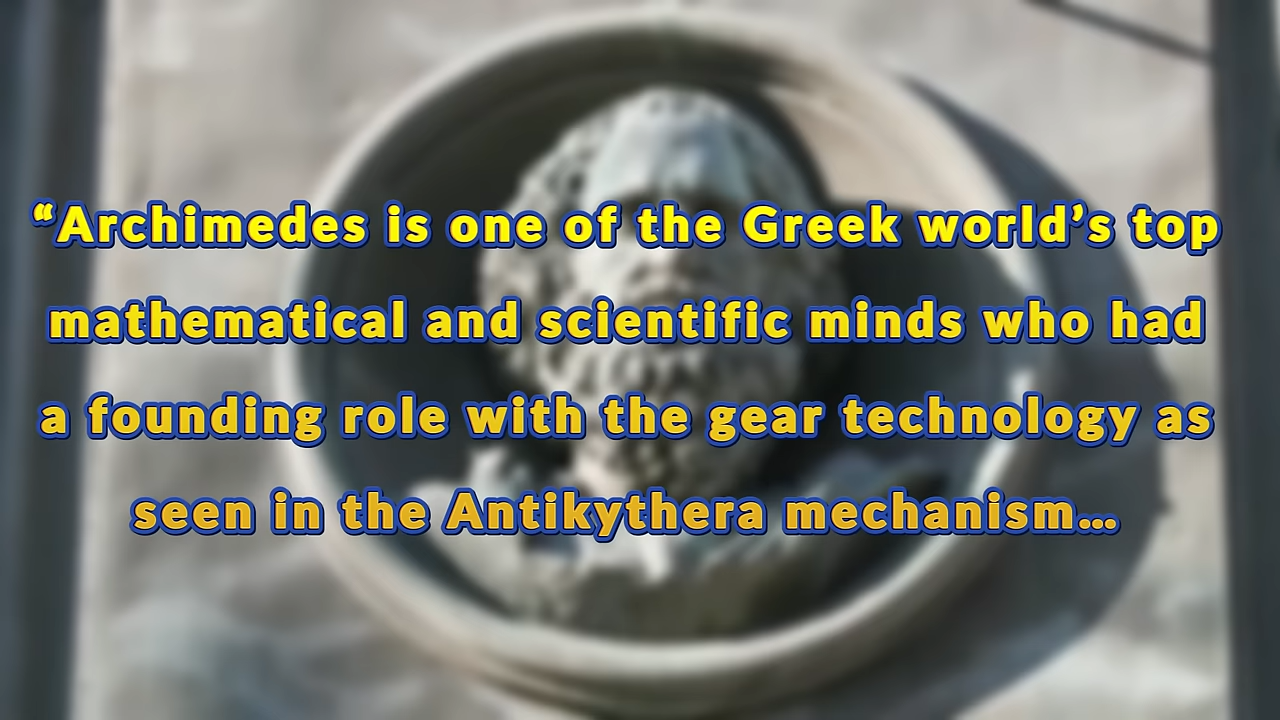 “Archimedes is one of the Greek world’s top
mathematical and scientific minds who had
a founding role with the gear technology as
seen in the Antikythera mechanism...